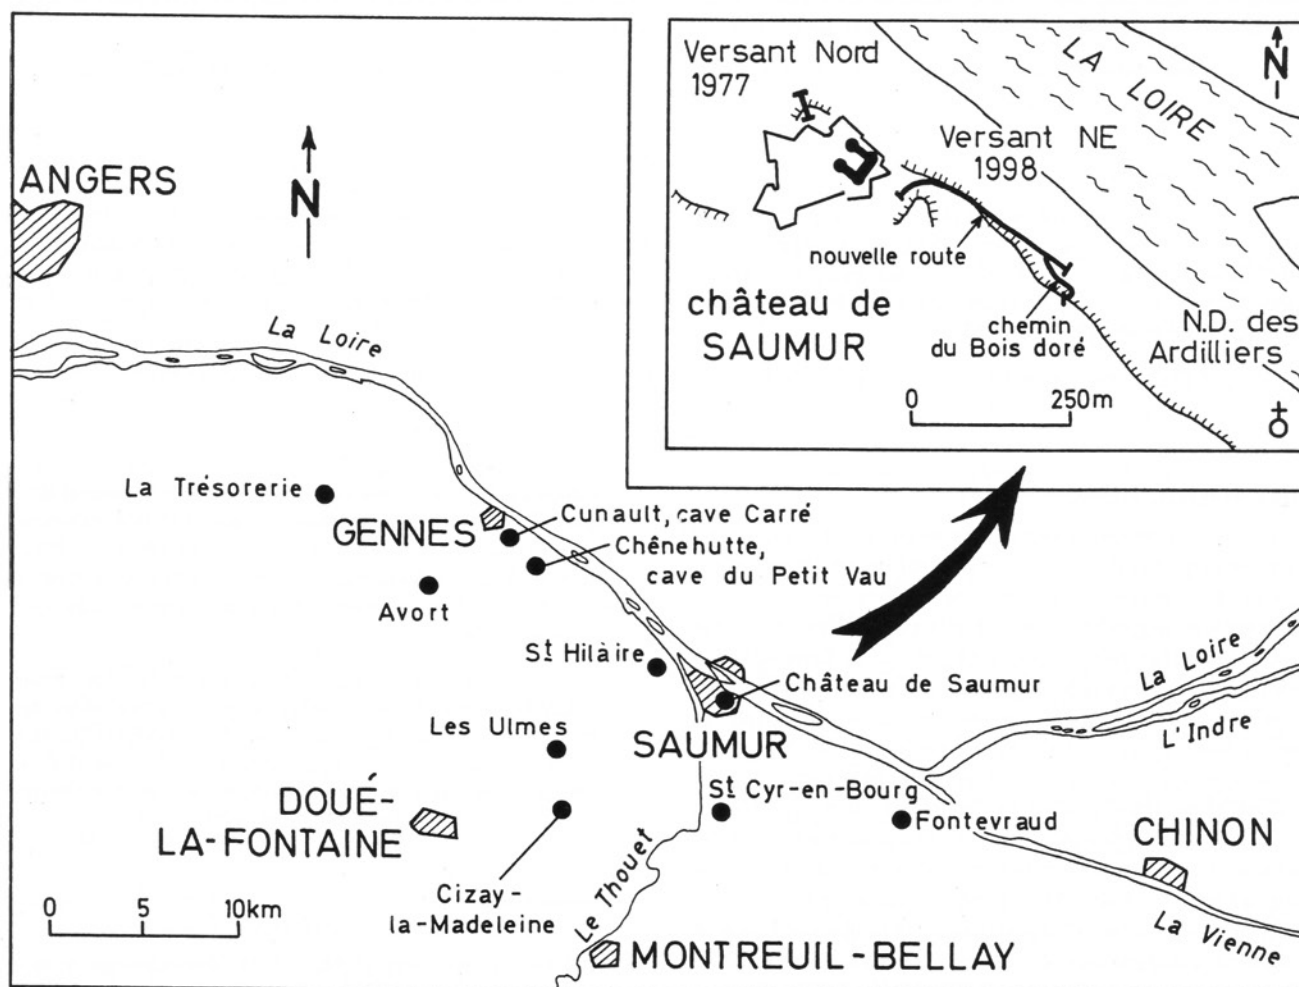 Versant Nord
1977
LA LOIRE
N
Versant NE
1998
nouvelle route
château de
SAUMUR
chemin
du Bois doré
N.D. des
Ardilliers
0 250m
ANGERS
N
La Loire
La Trésorerie
GENNES
Cunault, cave Carré
Chênehutte,
cave du Petit Vau
Avort
St Hilàire
Château de Saumur
La Loire
L'Indre
Les Ulmes
SAUMUR
St Cyr-en-Bourg
DOUÉ-
LA-FONTAINE
Fontevraud
CHINON
Cizay-
la-Madeleine
Le Thouet
La Vienne
0 5 10km
MONTREUIL-BELLAY